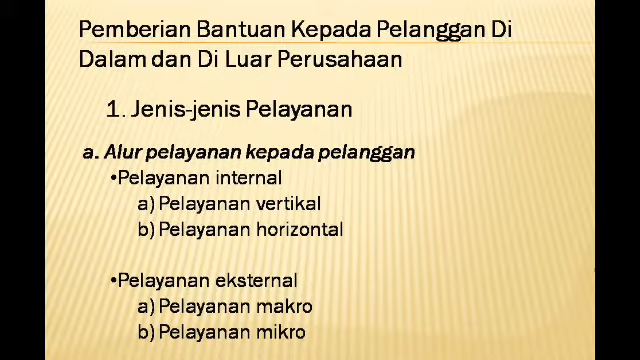 Pemberian Bantuan Kepada Pelanggan Di
Dalam dan Di Luar Perusahaan
1. Jenis-jenis Pelayanan
a. Alur pelayanan kepada pelanggan
•Pelayanan internal
a) Pelayanan vertikal
b) Pelayanan horizontal
•Pelayanan eksternal
a) Pelayanan makro
b) Pelayanan mikro